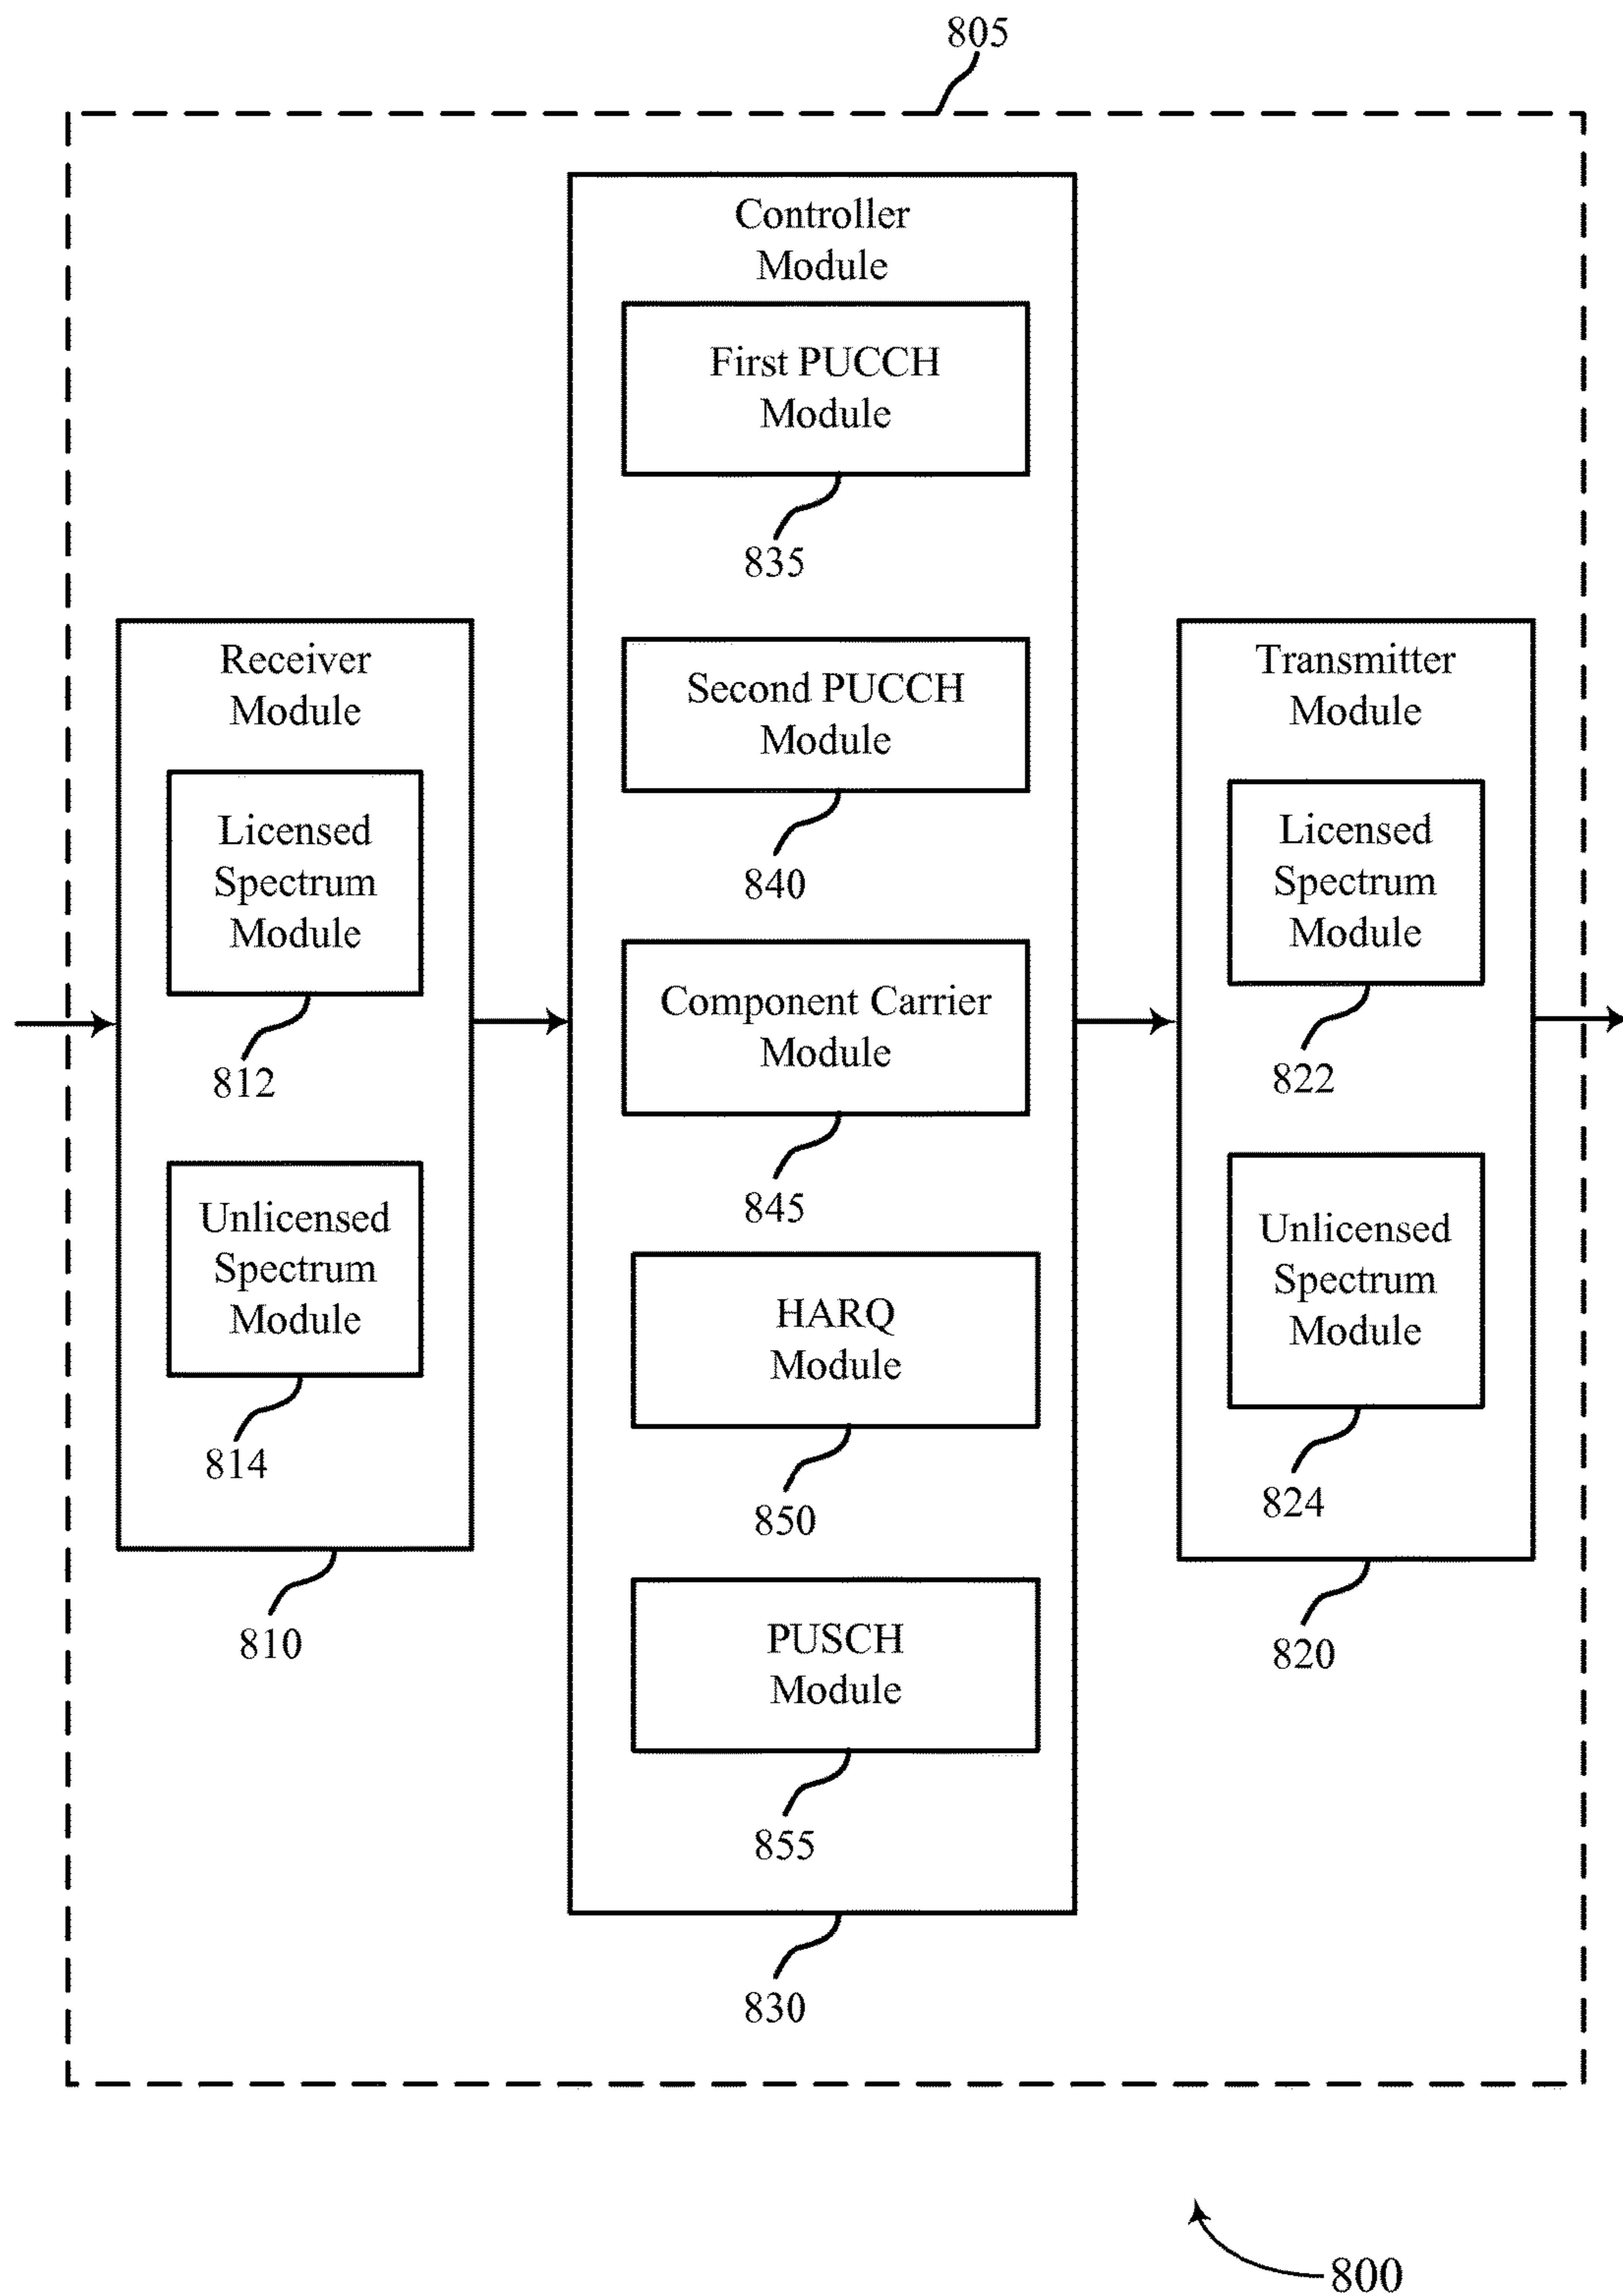 805
Controller
Module
First PUCCH
Module
835
Second PUCCH
Module
840
Component Carrier
Module
845
HARQ
Module
850
PUSCH
Module
855
830
Receiver
Module
Licensed
Spectrum
Module
812
Unlicensed
Spectrum
Module
814
810
Transmitter
Module
Licensed
Spectrum
Module
822
Unlicensed
Spectrum
Module
824
820
800